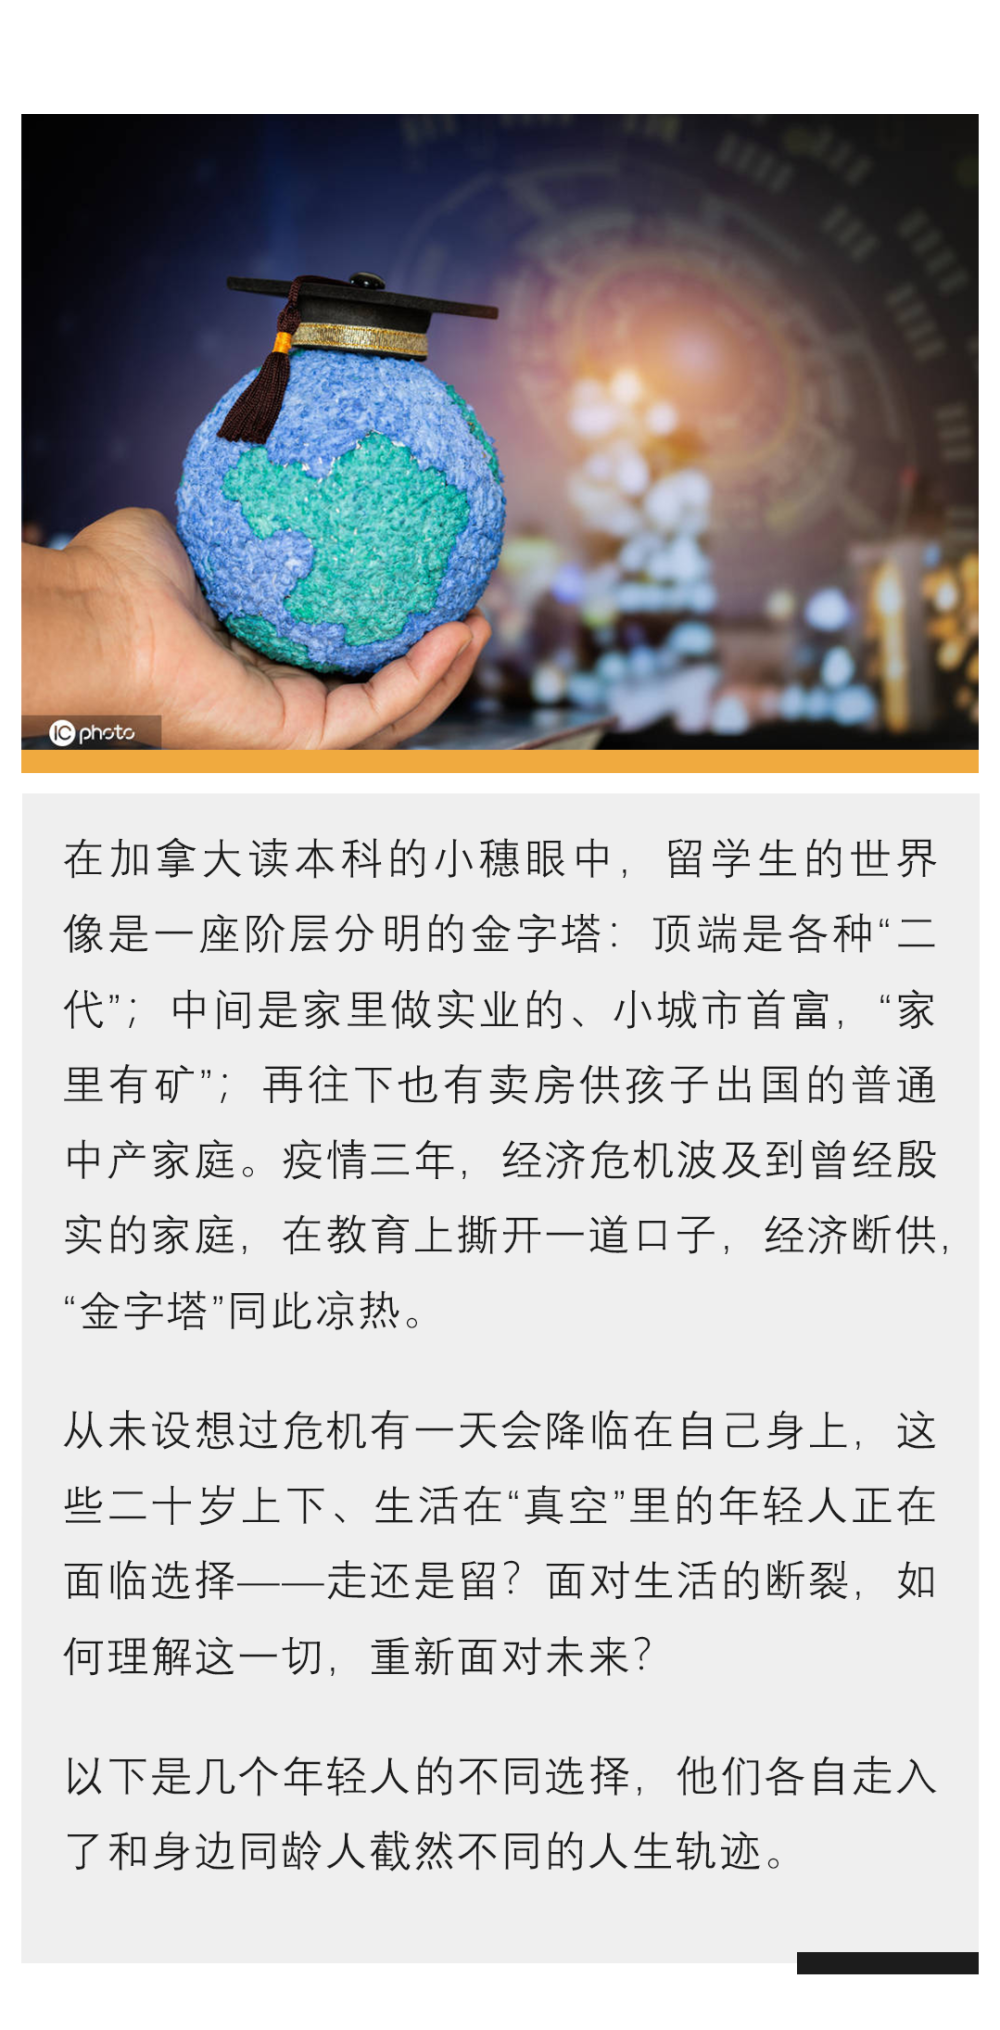 IC photo
在加拿大读本科的小穗眼中，留学生的世界
像是一座阶层分明的金字塔：顶端是各种“二
代”；中间是家里做实业的、小城市首富，“家
里有矿”；再往下也有卖房供孩子出国的普通
中产家庭。疫情三年，经济危机波及到曾经殷
实的家庭，在教育上撕开一道口子，经济断供，
“金字塔”同此凉热。
从未设想过危机有一天会降临在自己身上，这
些二十岁上下、生活在“真空”里的年轻人正在
面临选择——走还是留？面对生活的断裂，如
何理解这一切，重新面对未来？
以下是几个年轻人的不同选择，他们各自走入
了和身边同龄人截然不同的人生轨迹。